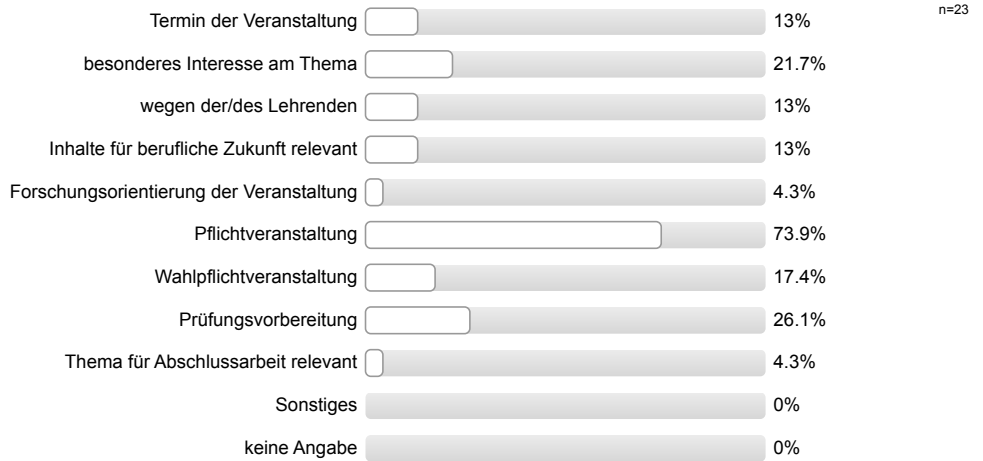 Termin der Veranstaltung 13% n=23
besonderes Interesse am Thema 21.7%
wegen der/des Lehrenden 13%
Inhalte für berufliche Zukunft relevant 13%
Forschungsorientierung der Veranstaltung 4.3%
Pflichtveranstaltung 73.9%
Wahlpflichtveranstaltung 17.4%
Prüfungsvorbereitung 26.1%
Thema für Abschlussarbeit relevant 4.3%
Sonstiges 0%
keine Angabe 0%